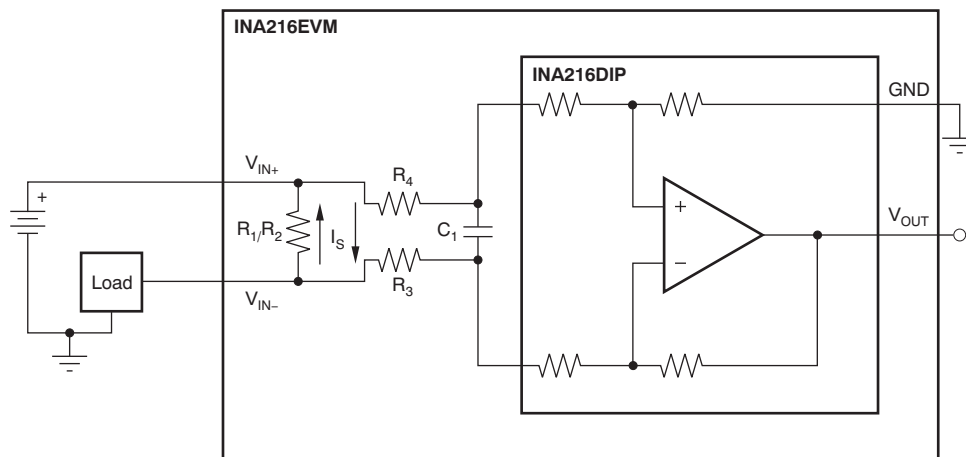 INA216EVM
INA216DIP
GND
V_IN+
R_4
+
R_1/R_2
I_S
C_1
+
V_OUT
−
Load
R_3
V_IN−